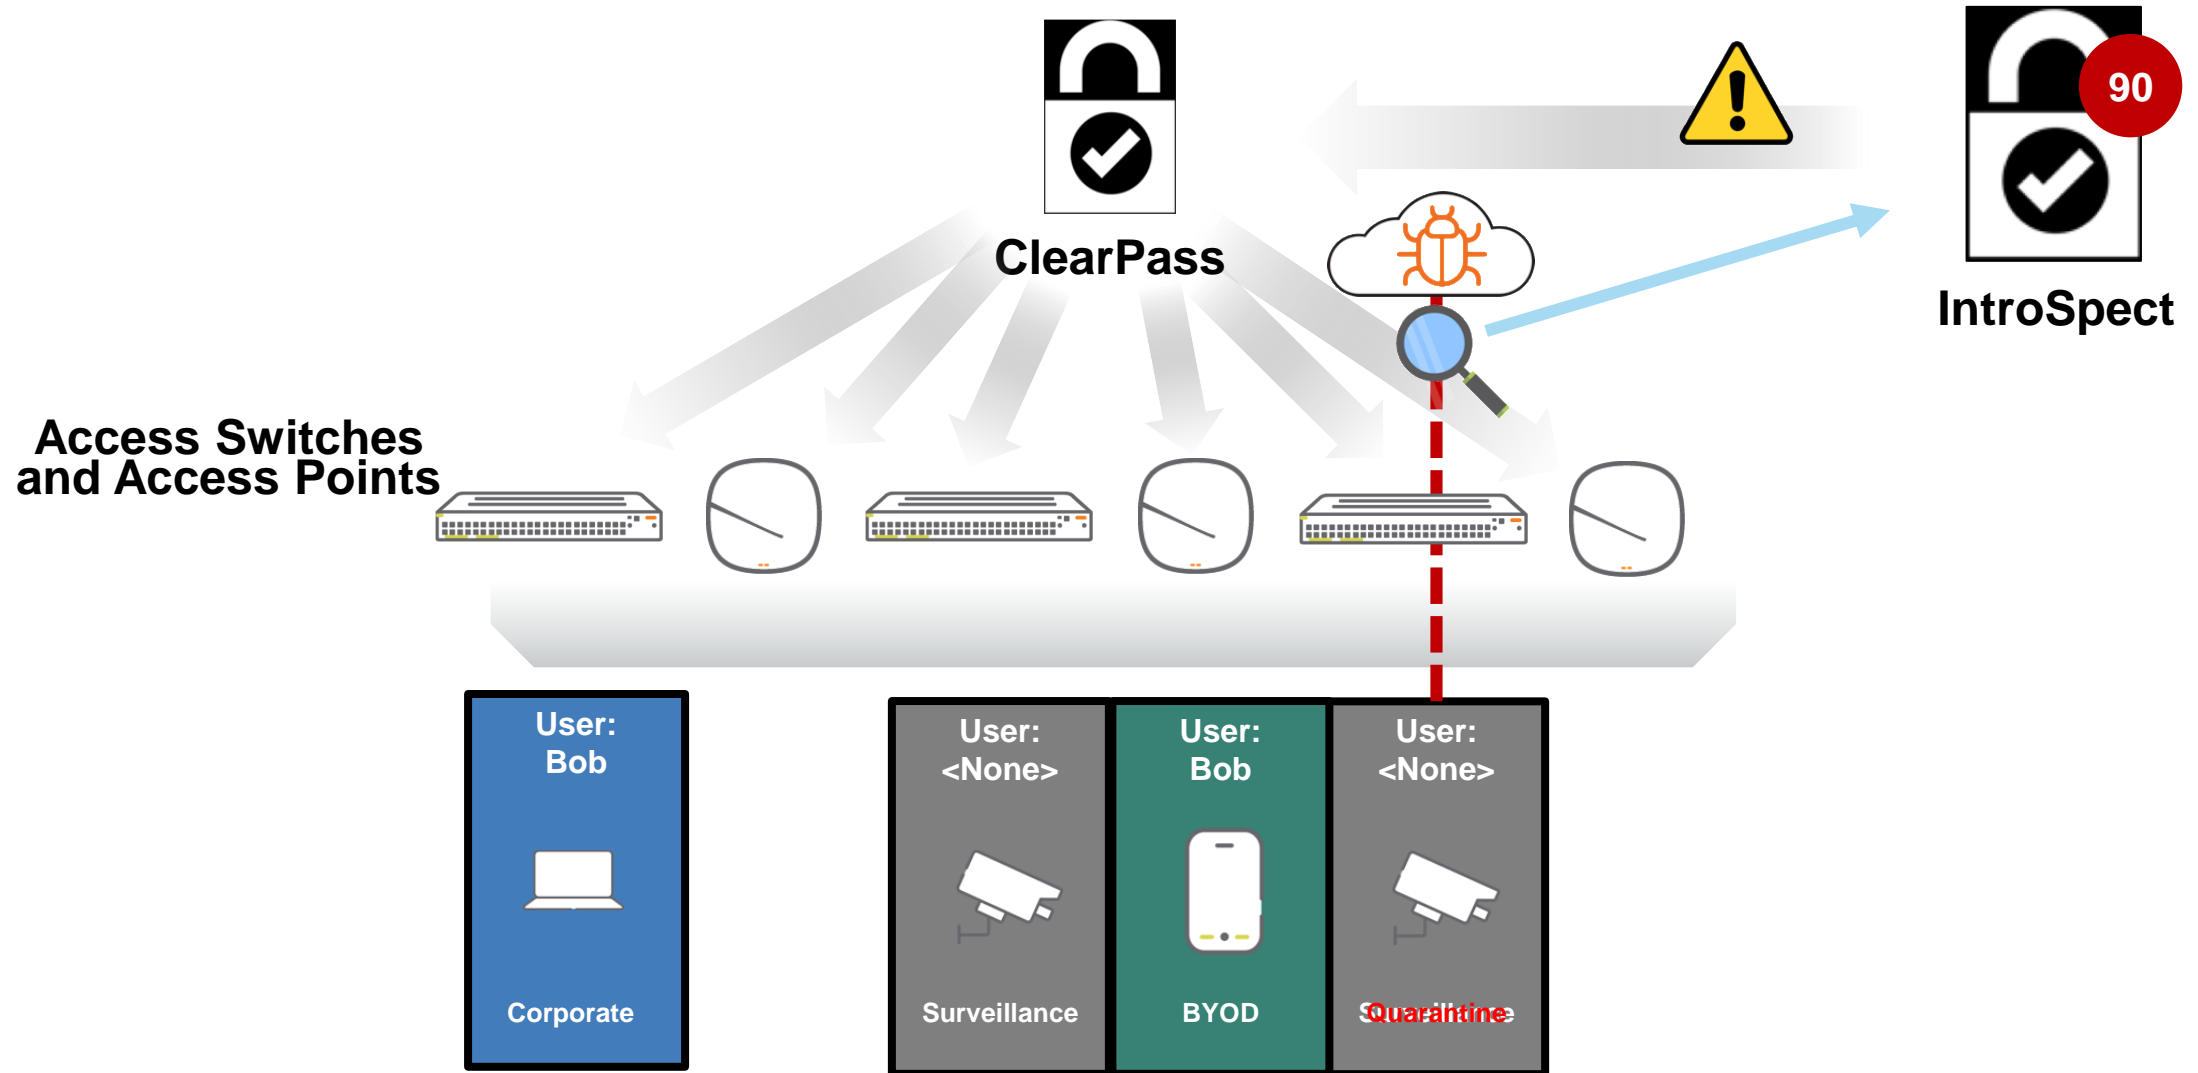 90
ClearPass
IntroSpect
Access Switches
and Access Points
User:
Bob
Corporate
User:
<None>
Surveillance
User:
Bob
BYOD
User:
<None>
Surveillance
Quarantine